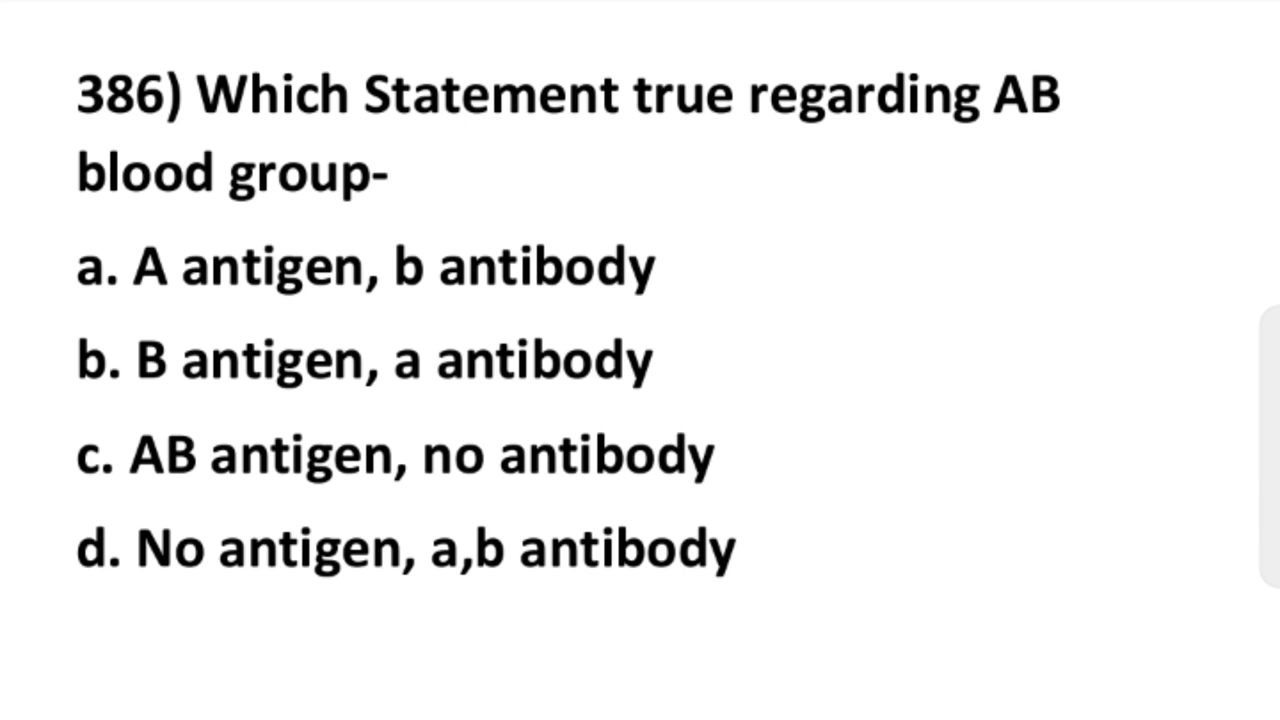 386) Which Statement true regarding AB
blood group-
a. A antigen, b antibody
b. B antigen, a antibody
c. AB antigen, no antibody
d. No antigen, a,b antibody